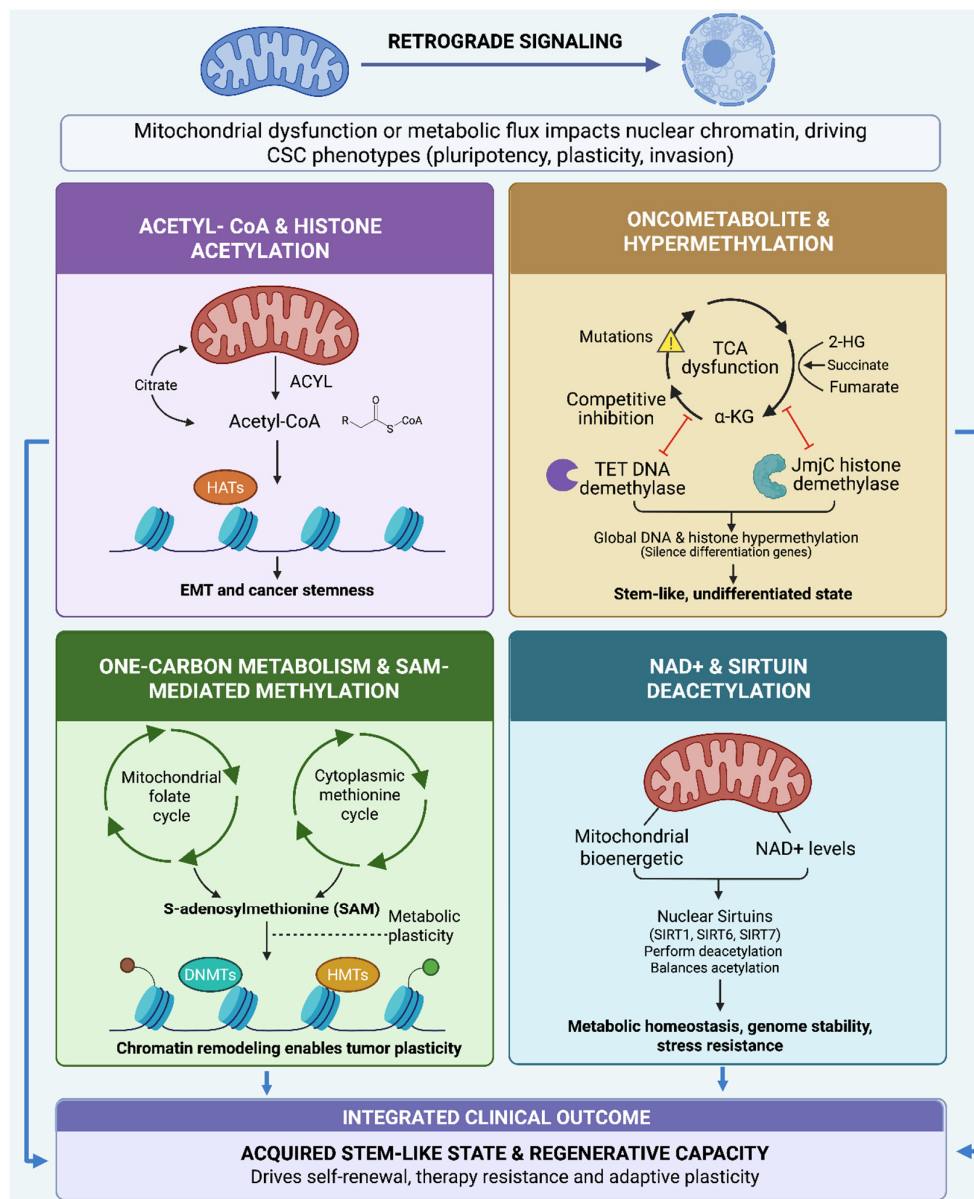 RETROGRADE SIGNALING
Mitochondrial dysfunction or metabolic flux impacts nuclear chromatin, driving
CSC phenotypes (pluripotency, plasticity, invasion)
ACETYL- CoA & HISTONE
ACETYLATION
Citrate
ACYL
Acetyl-CoA
R
O
S
CoA
HATs
EMT and cancer stemness
ONCOMETABOLITE &
HYPERMETHYLATION
Mutations
!
TCA
dysfunction
2-HG
Succinate
Fumarate
Competitive
inhibition
α-KG
TET DNA
demethylase
JmjC histone
demethylase
Global DNA & histone hypermethylation
(Silence differentiation genes)
Stem-like, undifferentiated state
ONE-CARBON METABOLISM & SAM-
MEDIATED METHYLATION
Mitochondrial
folate
cycle
Cytoplasmic
methionine
cycle
S-adenosylmethionine (SAM)
Metabolic
plasticity
DNMTs
HMTs
Chromatin remodeling enables tumor plasticity
NAD+ & SIRTUIN
DEACETYLATION
Mitochondrial
bioenergetic
NAD+ levels
Nuclear Sirtuins
(SIRT1, SIRT6, SIRT7)
Perform deacetylation
Balances acetylation
Metabolic homeostasis, genome stability,
stress resistance
INTEGRATED CLINICAL OUTCOME
ACQUIRED STEM-LIKE STATE & REGENERATIVE CAPACITY
Drives self-renewal, therapy resistance and adaptive plasticity